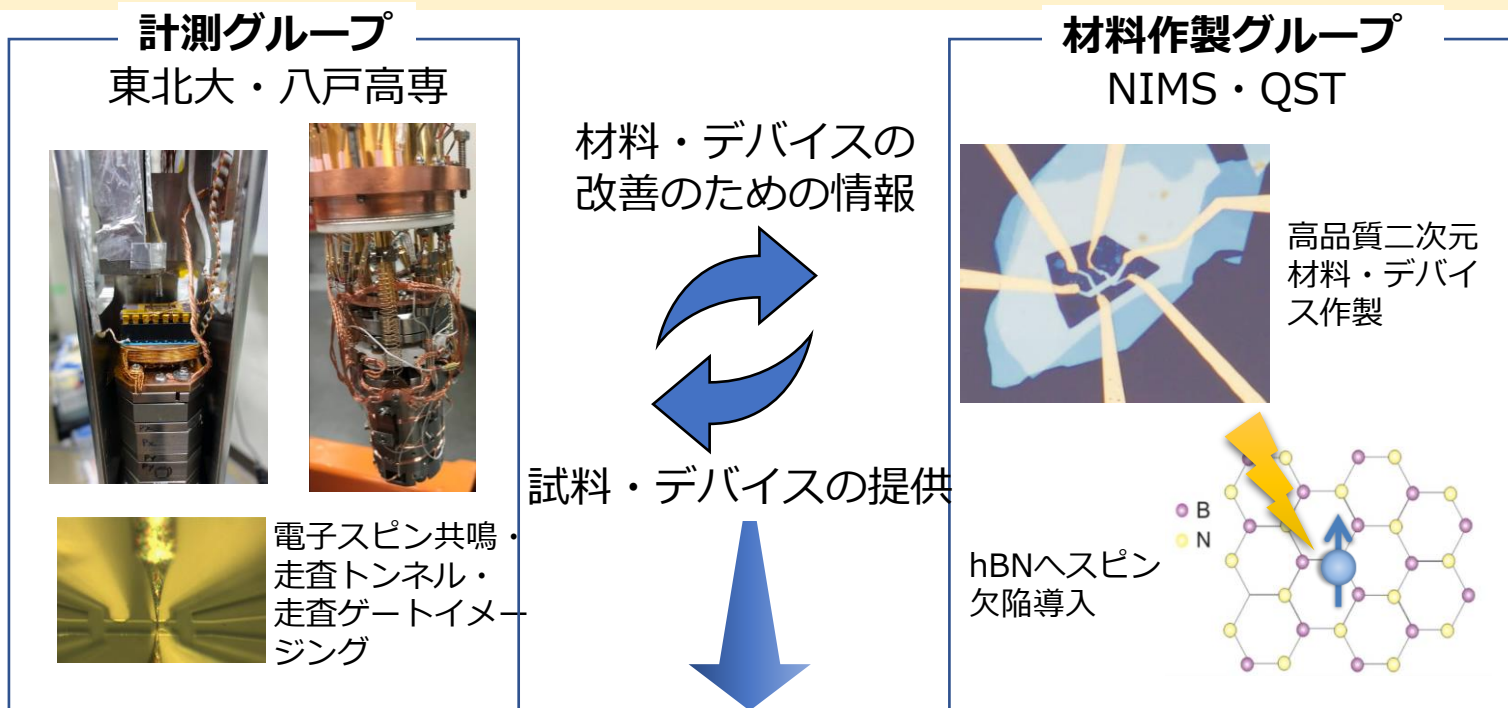 計測グループ
東北大・八戸高専
電子スピン共鳴・
走査トンネル・
走査ゲートイメー
ジング
材料・デバイスの
改善のための情報
試料・デバイスの提供
材料作製グループ
NIMS・QST
高品質二次元
材料・デバイ
ス作製
B
N
hBNへスピン
欠陥導入